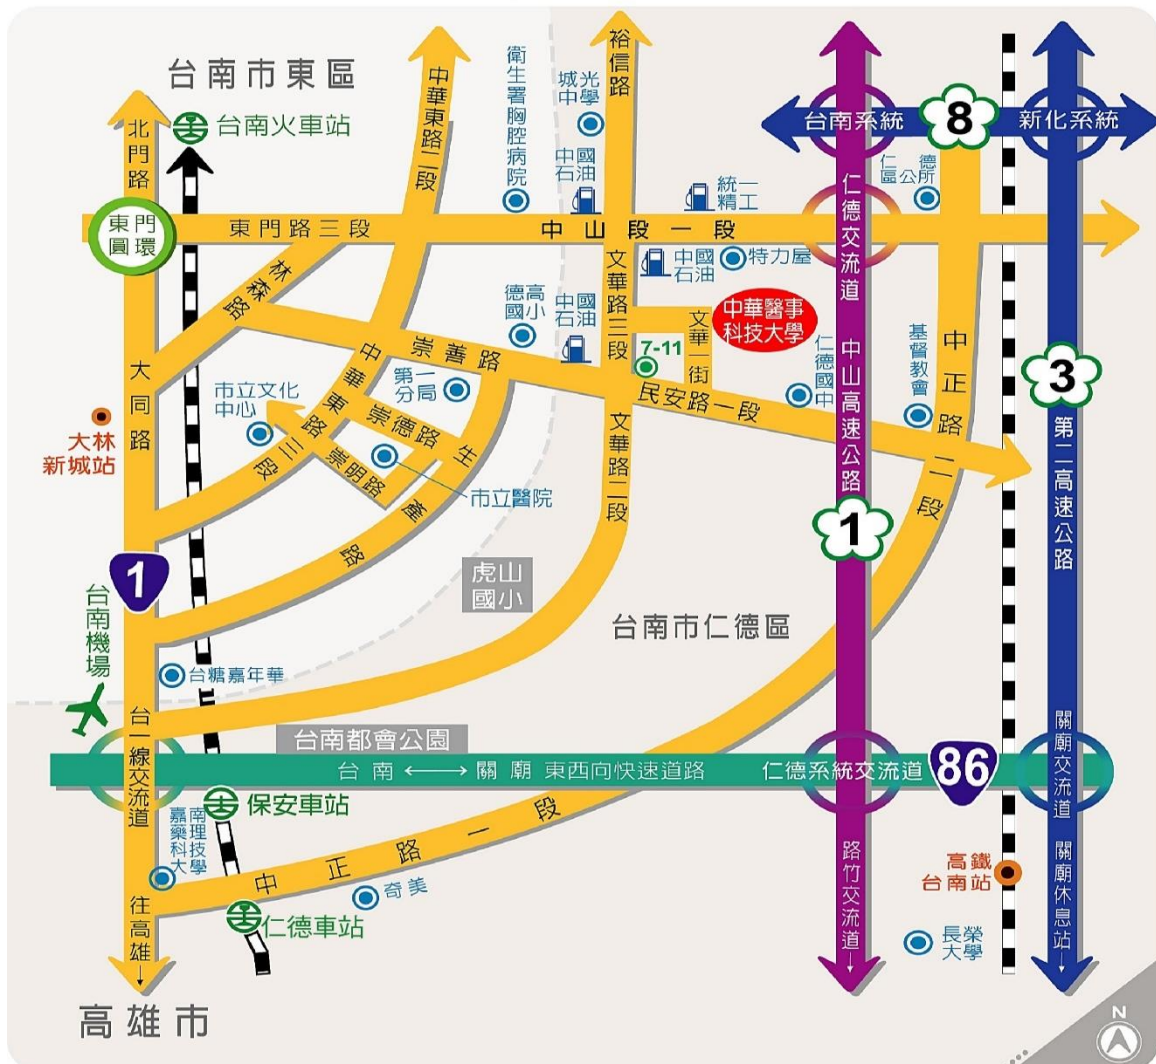 台南市東區
台南火車站
北門路
東門
圓環
東門路三段
中華東路二段
衛生署胸腔病院
城光
中學
裕信路
中國
石油
統一
精工
中山段一段
台南系統
8
新化系統
仁德
區公所
仁德交流道
中國
石油
特力屋
林森路
德高
國小
中國
石油
文華路三段
中華醫事
科技大學
文華一街
7-11
崇善路
民安路一段
仁德
國中
中山高速公路
基督教會
中正路二段
3
第二高速公路
大同路
大林
新城站
市立文化
中心
中華東路三段
第一
分局
崇德路
崇明路
市立醫院
生產路
文華路二段
1
1
虎山
國小
台南市仁德區
台南機場
台糖嘉年華
台一線交流道
台南都會公園
台南 ←→ 關廟 東西向快速道路
仁德系統交流道
86
關廟交流道
保安車站
嘉南
藥理
科技
大學
中正路一段
奇美
仁德車站
往高雄↓
高雄市
路竹交流道↓
高鐵
台南站
長榮
大學
關廟休息站↓
N